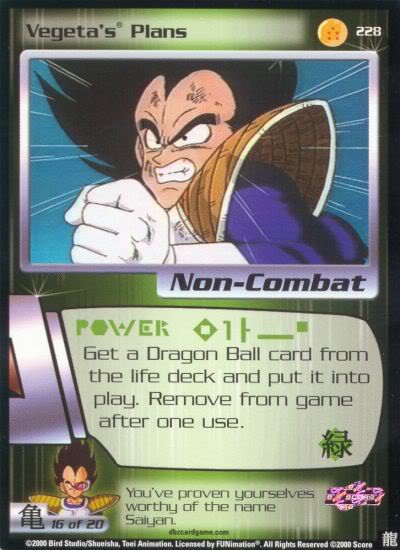 Vegeta's® Plans
228
Non-Combat
POWER
Get a Dragon Ball card from
the life deck and put it into
play. Remove from game
after one use.
緑
You've proven yourselves
worthy of the name
Saiyan.
亀 16 of 20
dbzcardgame.com
龍
©2000 Bird Studio/Shueisha, Toei Animation. Licensed by FUNimation®. All Rights Reserved ©2000 Score